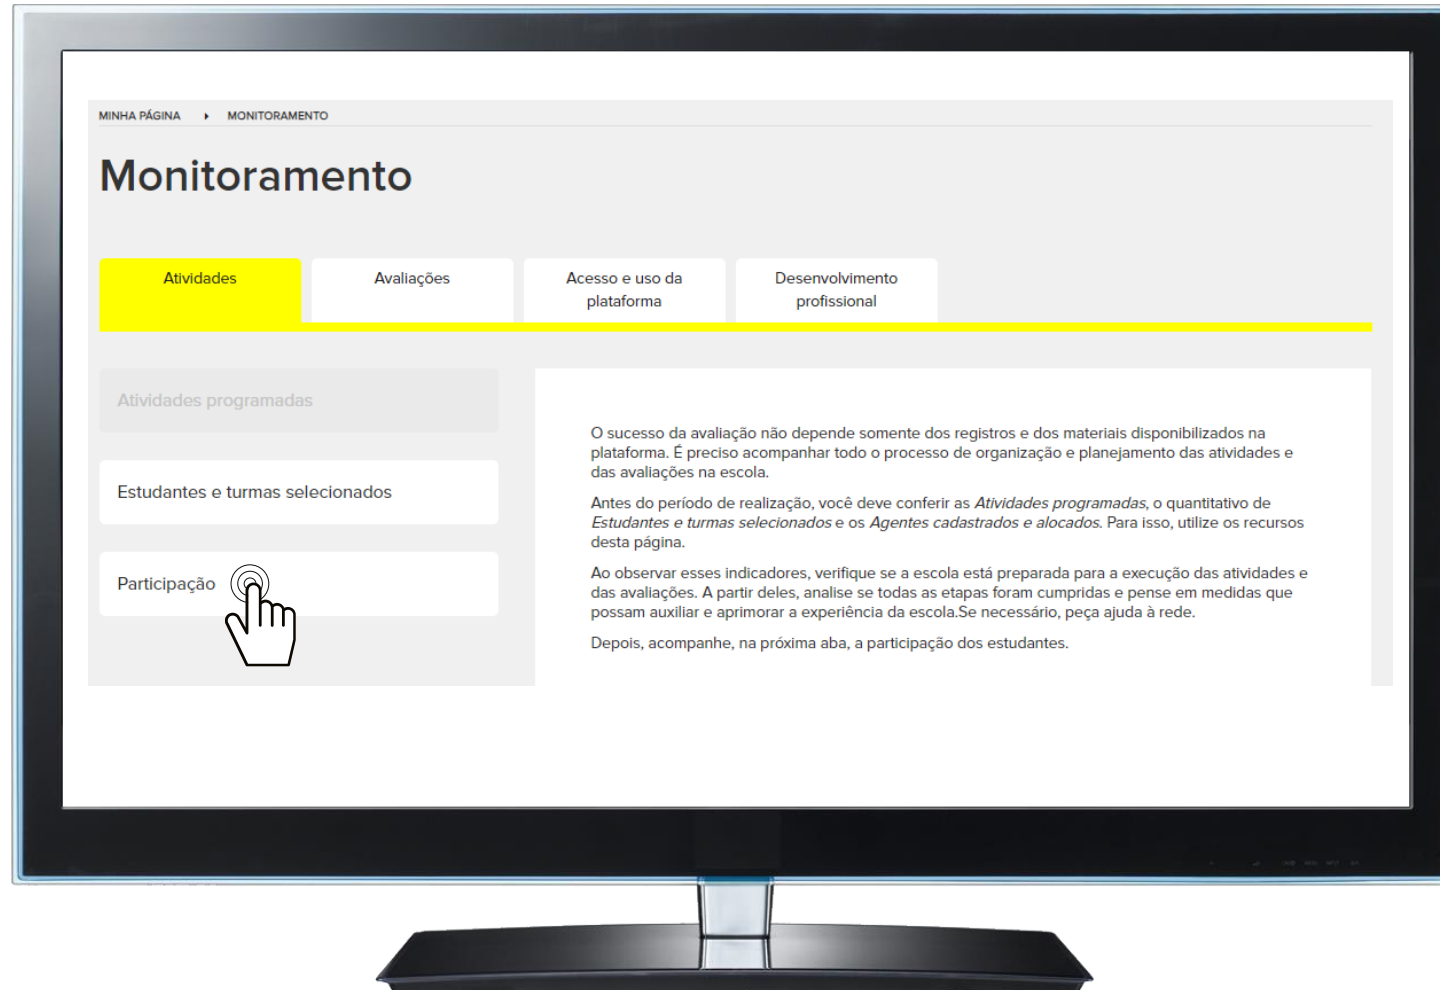 MINHA PÁGINA ▸ MONITORAMENTO
Monitoramento
Atividades
Avaliações
Acesso e uso da
plataforma
Desenvolvimento
profissional
Atividades programadas
Estudantes e turmas selecionados
Participação
O sucesso da avaliação não depende somente dos registros e dos materiais disponibilizados na
plataforma. É preciso acompanhar todo o processo de organização e planejamento das atividades e
das avaliações na escola.
Antes do período de realização, você deve conferir as Atividades programadas, o quantitativo de
Estudantes e turmas selecionados e os Agentes cadastrados e alocados. Para isso, utilize os recursos
desta página.
Ao observar esses indicadores, verifique se a escola está preparada para a execução das atividades e
das avaliações. A partir deles, analise se todas as etapas foram cumpridas e pense em medidas que
possam auxiliar e aprimorar a experiência da escola.Se necessário, peça ajuda à rede.
Depois, acompanhe, na próxima aba, a participação dos estudantes.